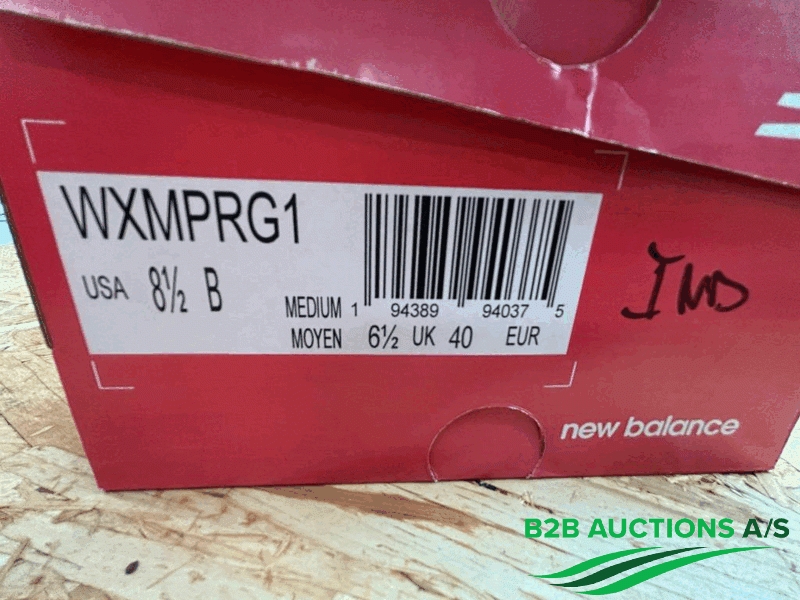 WXMPRG1
USA 8½ B
MEDIUM 1 94389 94037 5
MOYEN 6½ UK 40 EUR
new balance
B2B AUCTIONS A/S